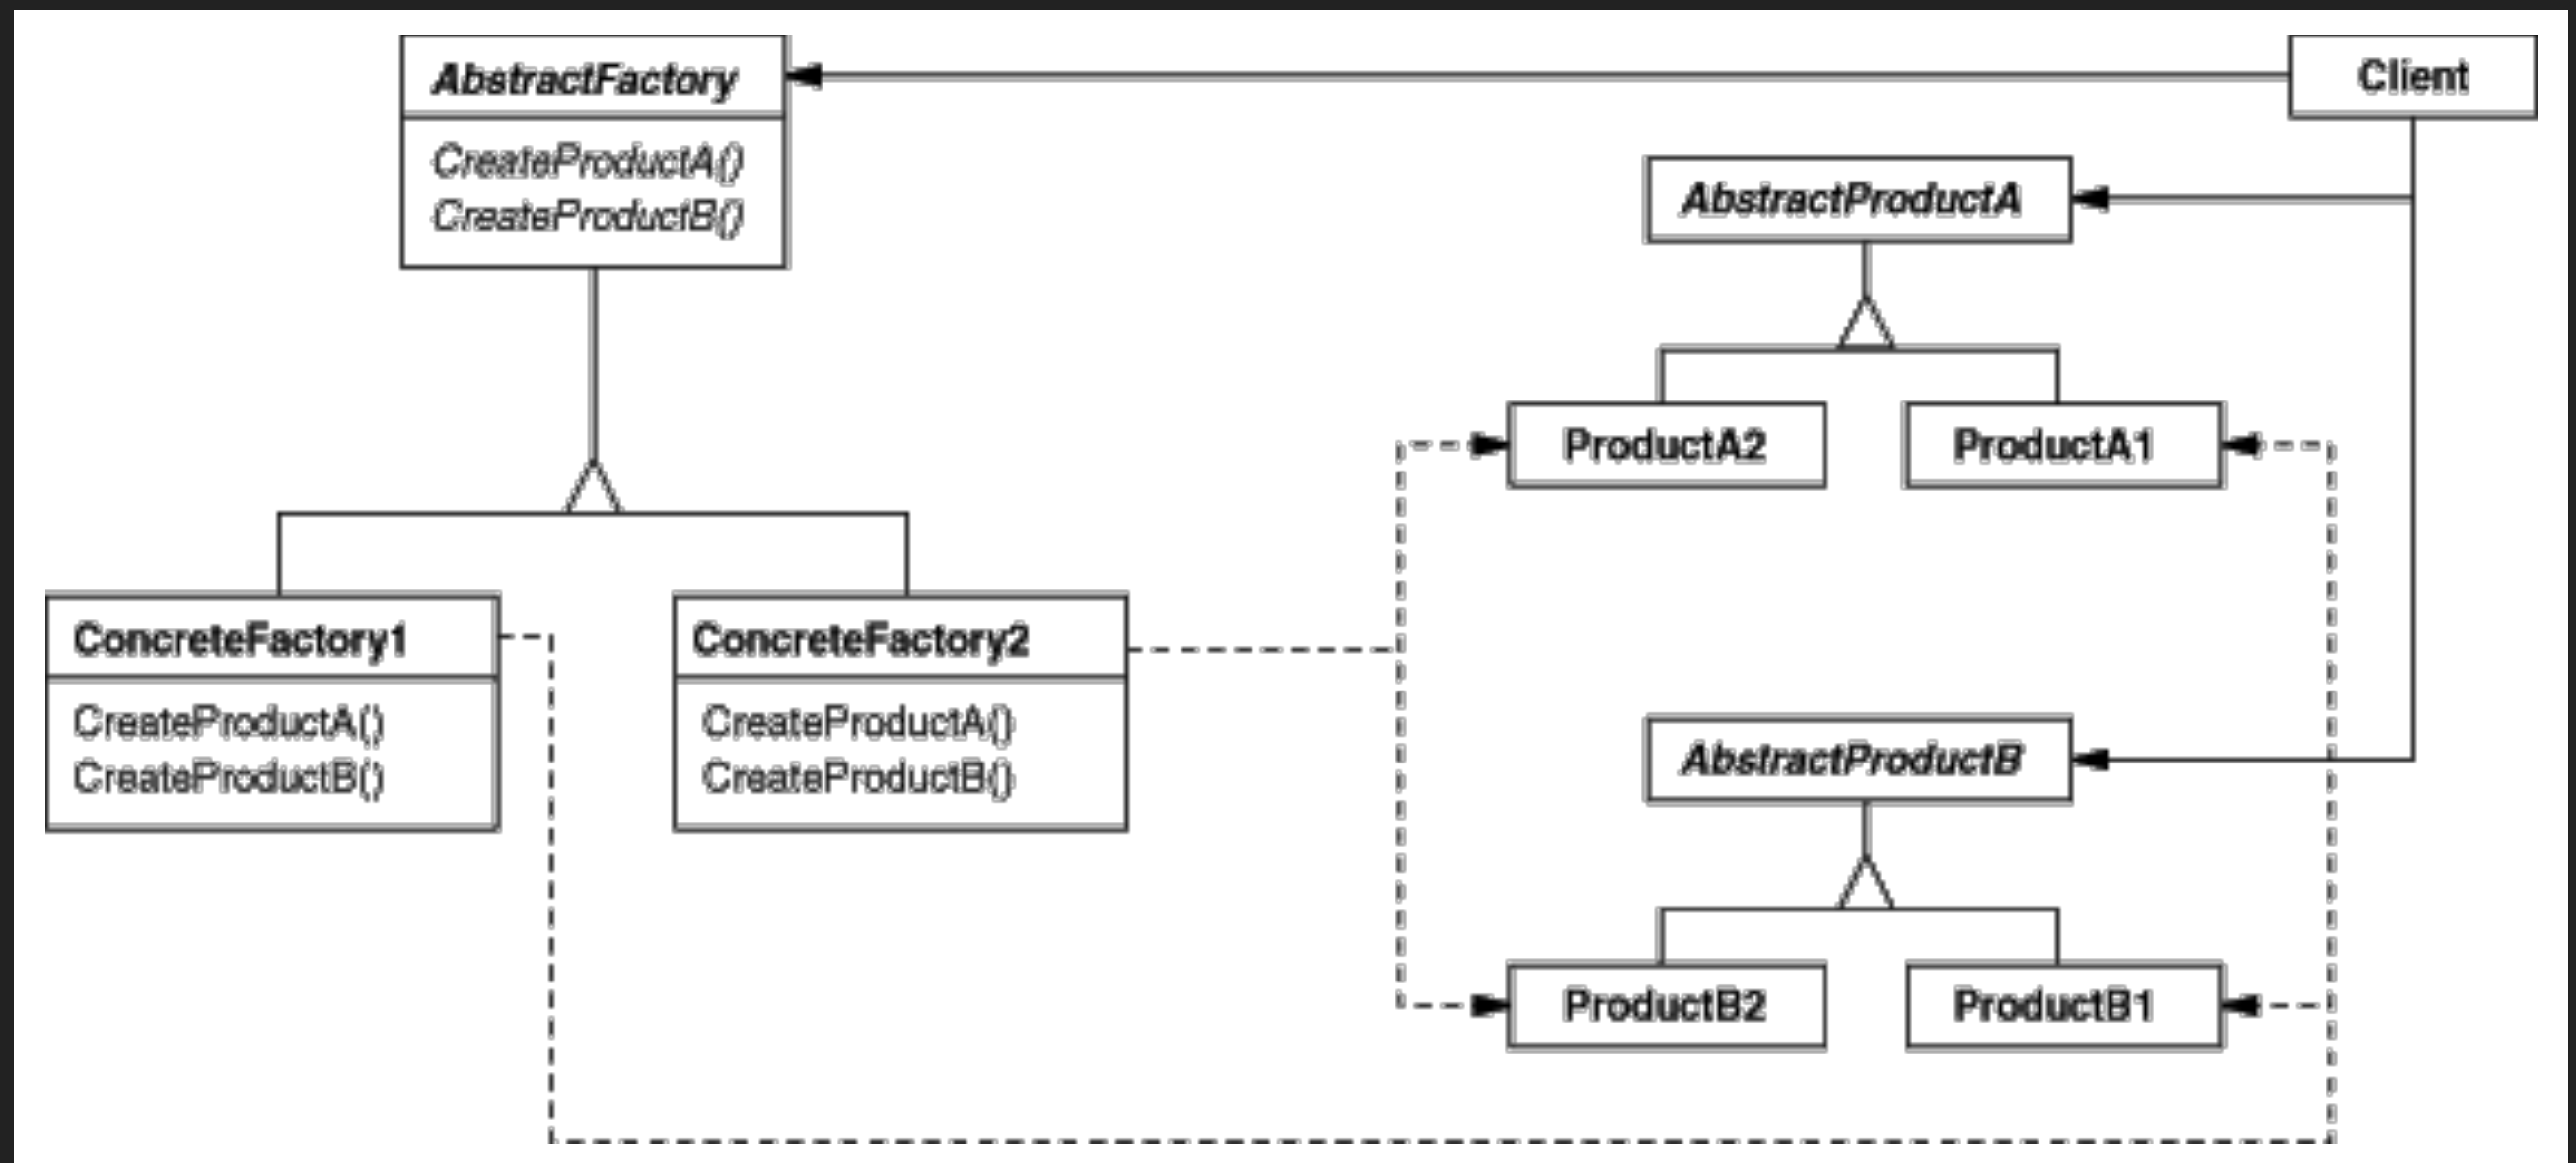 AbstractFactory
CreateProductA()
CreateProductB()
Client
AbstractProductA
ProductA2
ProductA1
ConcreteFactory1
CreateProductA()
CreateProductB()
ConcreteFactory2
CreateProductA()
CreateProductB()
AbstractProductB
ProductB2
ProductB1